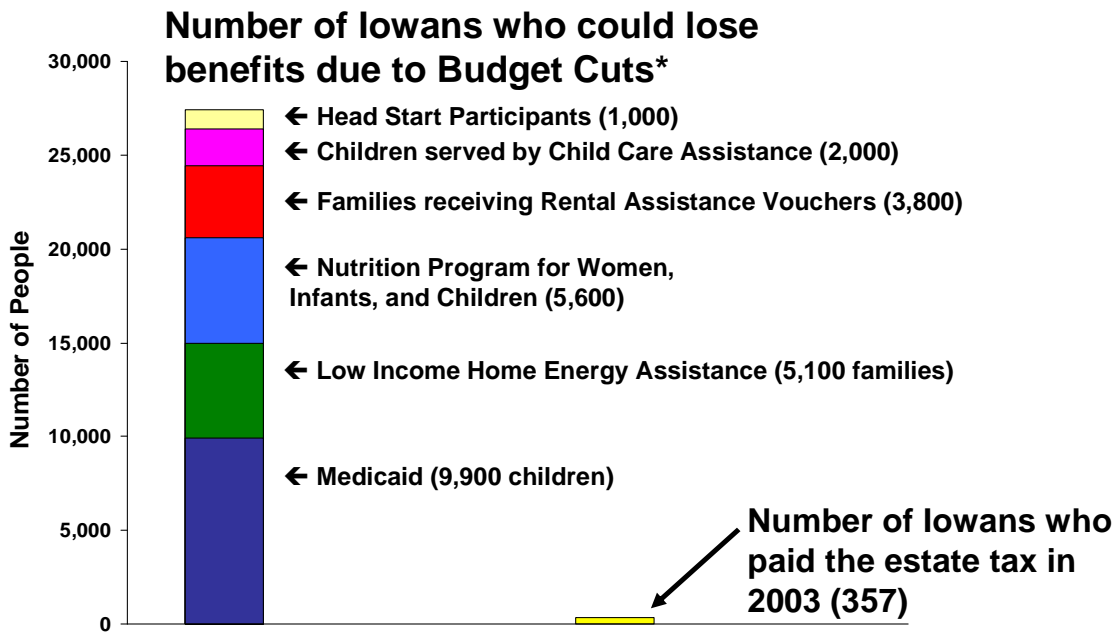 Number of Iowans who could lose
benefits due to Budget Cuts*
30,000
25,000
20,000
15,000
10,000
5,000
0
Number of People
← Head Start Participants (1,000)
← Children served by Child Care Assistance (2,000)
← Families receiving Rental Assistance Vouchers (3,800)
← Nutrition Program for Women,
Infants, and Children (5,600)
← Low Income Home Energy Assistance (5,100 families)
← Medicaid (9,900 children)
Number of Iowans who
paid the estate tax in
2003 (357)